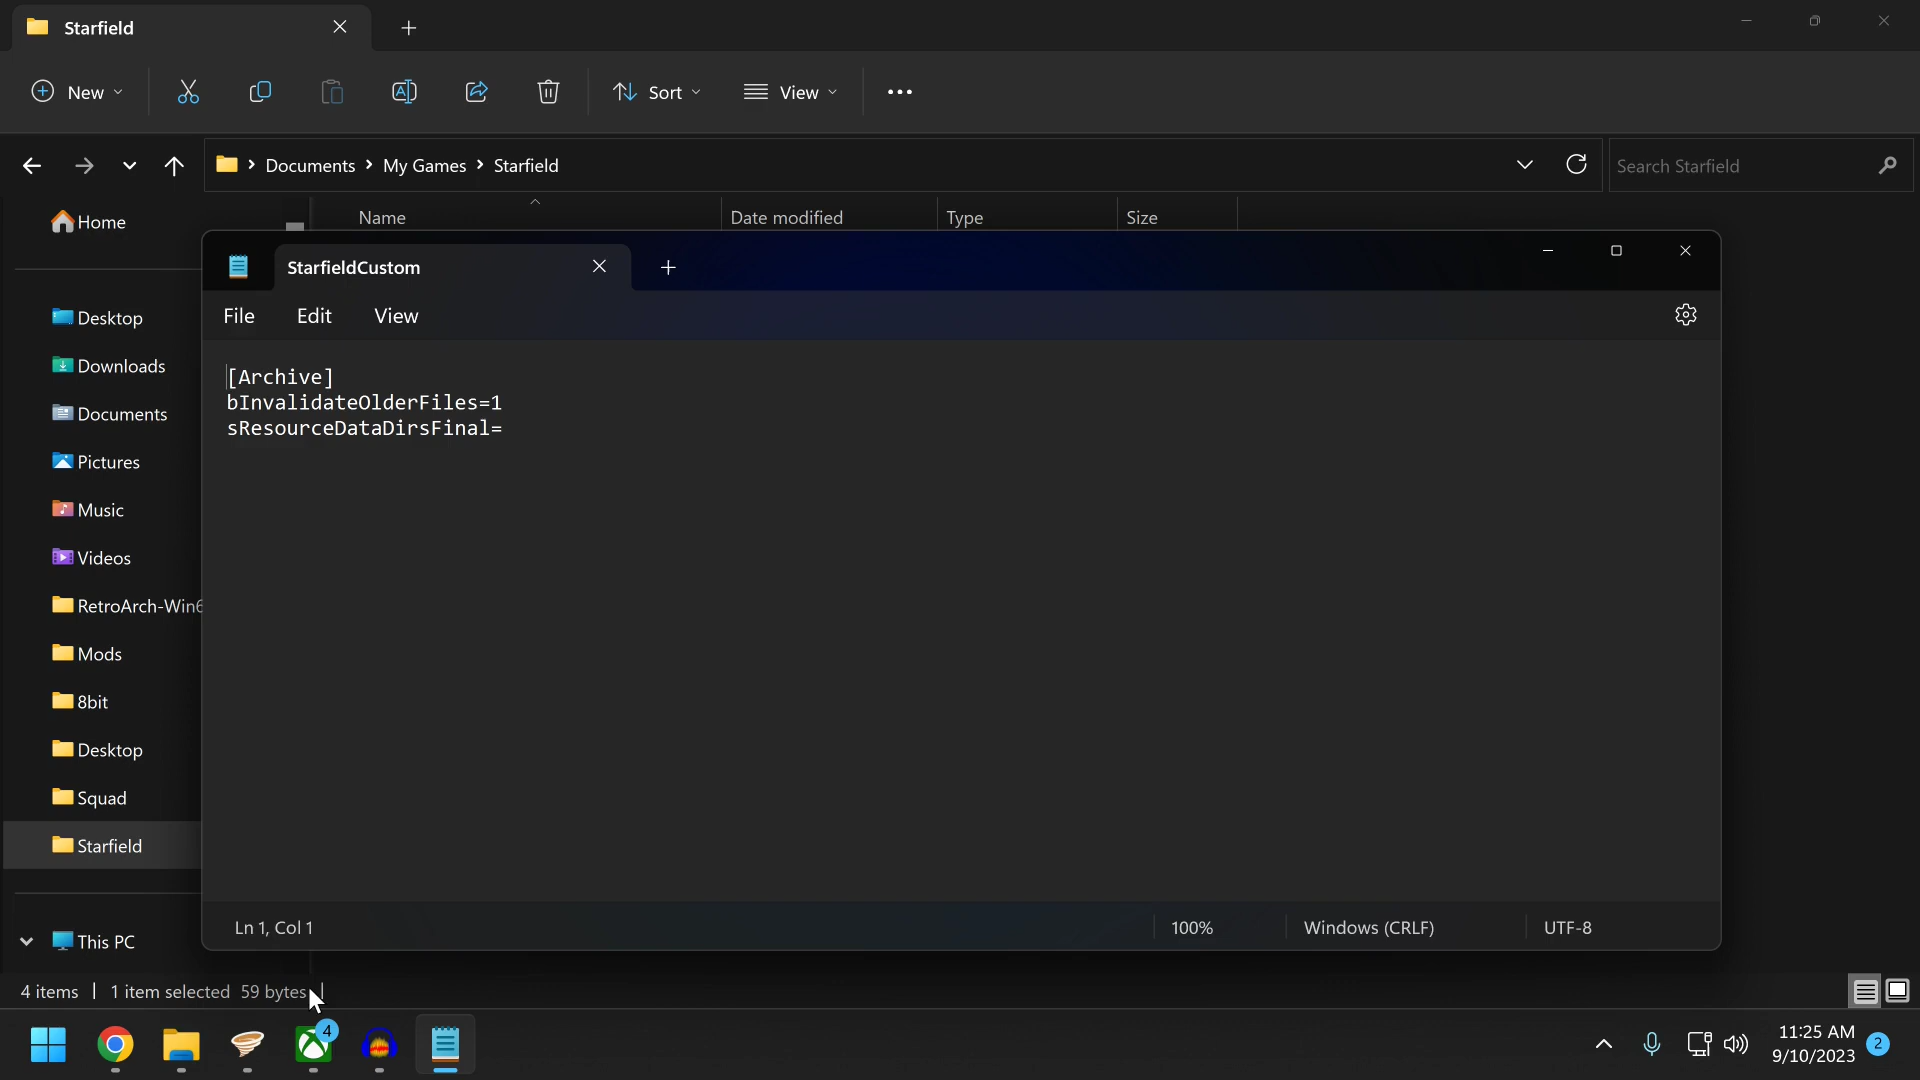 Starfield
New
Sort
View
Documents
My Games
Starfield
Search Starfield
Home
Name
Date modified
Type
Size
StarfieldCustom
File
Edit
View
[Archive]
bInvalidateOlderFiles=1
sResourceDataDirsFinal=
Desktop
Downloads
Documents
Pictures
Music
Videos
RetroArch-Win6
Mods
8bit
Desktop
Squad
Starfield
This PC
Ln 1, Col 1
100%
Windows (CRLF)
UTF-8
4 items
1 item selected 59 bytes
4
11:25 AM
9/10/2023
2